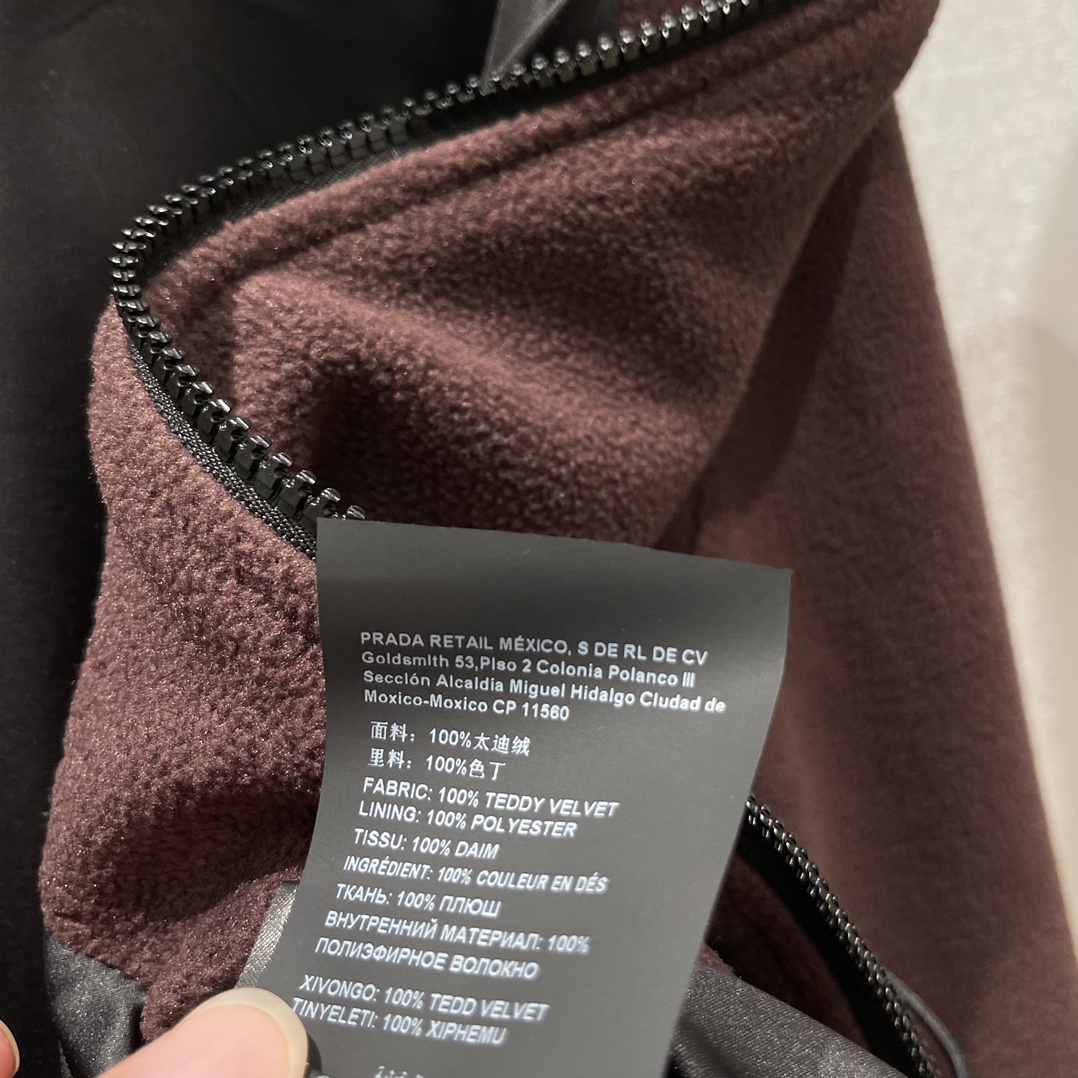 PRADA RETAIL MÉXICO, S DE RL DE CV
Goldsmlth 53,Plso 2 Colonia Polanco III
Sección Alcaldía Miguel Hidalgo Cludad de
Moxico-Moxico CP 11560
面料：100%太迪绒
里料：100%色丁
FABRIC: 100% TEDDY VELVET
LINING: 100% POLYESTER
TISSU: 100% DAIM
INGRÉDIENT: 100% COULEUR EN DÉS
ТКАНЬ: 100% ПЛЮШ
ВНУТРЕННИЙ МАТЕРИАЛ: 100%
ПОЛИЭФИРНОЕ ВОЛОКНО
XIVONGO: 100% TEDD VELVET
TINYELETI: 100% XIPHEMU